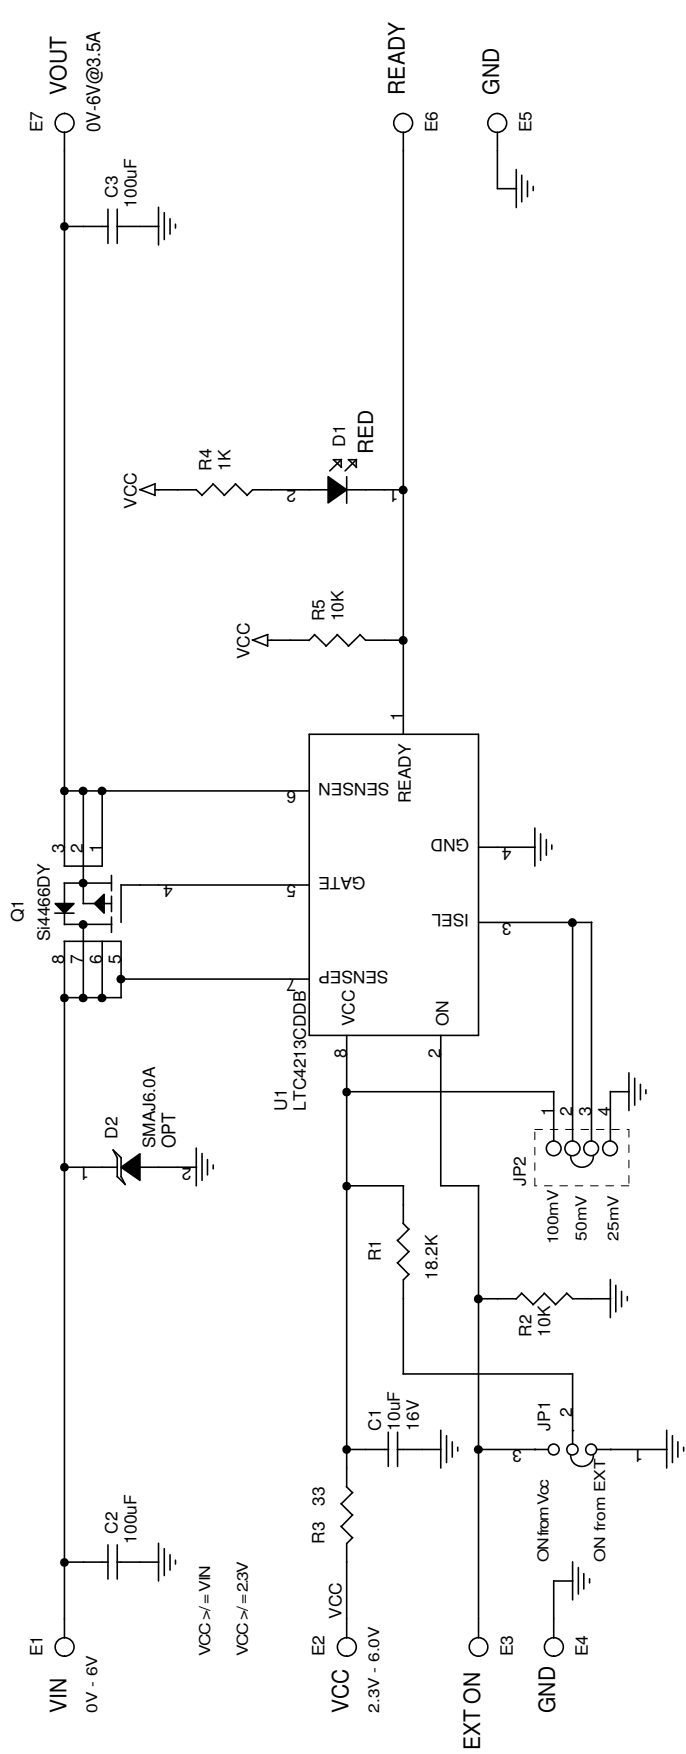 E1
VIN
0V - 6V
C2
100uF
D2
SMAJ6.0A
OPT
1
2
Q1
Si4466DY
8
7
6
5
3
2
1
4
C3
100uF
E7
VOUT
0V-6V@3.5A
VCC >/ = VIN
VCC >/ = 2.3V
E2
VCC
2.3V - 6.0V
VCC
R3
33
C1
10uF
16V
R1
18.2K
U1
LTC4213CDDB
8
VCC
2
ON
7
SENSEP
5
GATE
6
SENSEN
1
READY
3
ISEL
4
GND
VCC
R5
10K
VCC
R4
1K
2
D1
RED
1
READY
E6
GND
E5
EXT ON
E3
GND
E4
ON from Vcc
ON from EXT
JP1
3
2
1
R2
10K
JP2
100mV
50mV
25mV
1
2
3
4